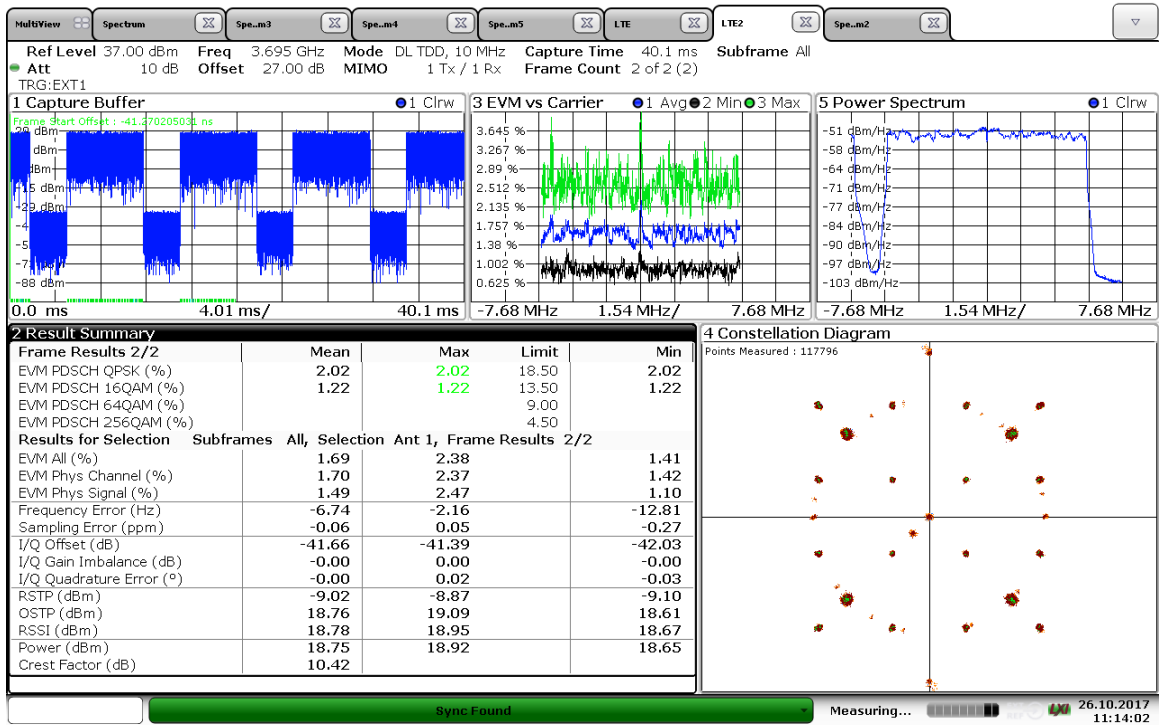 MultiView Spectrum Spe..m3 Spe..m4 Spe..m5 LTE LTE2 Spe..m2
Ref Level 37.00 dBm Freq 3.695 GHz Mode DL TDD, 10 MHz Capture Time 40.1 ms Subframe All
Att 10 dB Offset 27.00 dB MIMO 1 Tx / 1 Rx Frame Count 2 of 2 (2)
TRG:EXT1
1 Capture Buffer 1 Clrw
Frame Start Offset : -41.270205031 ns
dBm
dBm
-88 dBm
0.0 ms 4.01 ms/ 40.1 ms
3 EVM vs Carrier 1 Avg 2 Min 3 Max
3.645 %
3.267 %
2.89 %
2.512 %
2.135 %
1.757 %
1.38 %
1.002 %
0.625 %
-7.68 MHz 1.54 MHz/ 7.68 MHz
5 Power Spectrum 1 Clrw
-51 dBm/Hz
-58 dBm/Hz
-64 dBm/Hz
-71 dBm/Hz
-77 dBm/Hz
-84 dBm/Hz
-90 dBm/Hz
-97 dBm/Hz
-103 dBm/Hz
-7.68 MHz 1.54 MHz/ 7.68 MHz
2 Result Summary
Frame Results 2/2 Mean Max Limit Min
EVM PDSCH QPSK (%) 2.02 2.02 18.50 2.02
EVM PDSCH 16QAM (%) 1.22 1.22 13.50 1.22
EVM PDSCH 64QAM (%) 9.00
EVM PDSCH 256QAM (%) 4.50
Results for Selection Subframes All, Selection Ant 1, Frame Results 2/2
EVM All (%) 1.69 2.38 1.41
EVM Phys Channel (%) 1.70 2.37 1.42
EVM Phys Signal (%) 1.49 2.47 1.10
Frequency Error (Hz) -6.74 -2.16 -12.81
Sampling Error (ppm) -0.06 0.05 -0.27
I/Q Offset (dB) -41.66 -41.39 -42.03
I/Q Gain Imbalance (dB) -0.00 0.00 -0.00
I/Q Quadrature Error (°) -0.00 0.02 -0.03
RSTP (dBm) -9.02 -8.87 -9.10
OSTP (dBm) 18.76 19.09 18.61
RSSI (dBm) 18.78 18.95 18.67
Power (dBm) 18.75 18.92 18.65
Crest Factor (dB) 10.42
4 Constellation Diagram
Points Measured : 117796
Sync Found
Measuring...
LXI
26.10.2017
11:14:02